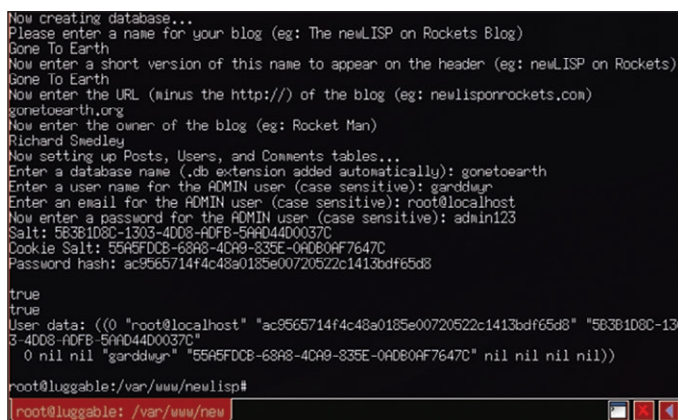 Now creating database...
Please enter a name for your blog (eg: The newLISP on Rockets Blog)
Gone To Earth
Now enter a short version of this name to appear on the header (eg: newLISP on Rockets)
Gone To Earth
Now enter the URL (minus the http://) of the blog (eg: newlisponrockets.com)
gonetoearth.org
Now enter the owner of the blog (eg: Rocket Man)
Richard Smedley
Now setting up Posts, Users, and Comments tables...
Enter a database name (.db extension added automatically): gonetoearth
Enter a user name for the ADMIN user (case sensitive): garddwyr
Enter an email for the ADMIN user (case sensitive): root@localhost
Now enter a password for the ADMIN user (case sensitive): admin123
Salt: 5B3B1D8C-1303-4DD8-ADFB-5AAD44D0037C
Cookie Salt: 55A5FDCB-68A8-4CA9-835E-0ADB0AF7647C
Password hash: ac9565714f4c48a0185e00720522c1413bdf65d8
true
true
User data: ((0 "root@localhost" "ac9565714f4c48a0185e00720522c1413bdf65d8" "5B3B1D8C-13
3-4DD8-ADFB-5AAD44D0037C"
0 nil nil "garddwyr" "55A5FDCB-68A8-4CA9-835E-0ADB0AF7647C" nil nil nil nil))
root@luggable:/var/www/newlisp#
root@luggable: /var/www/new